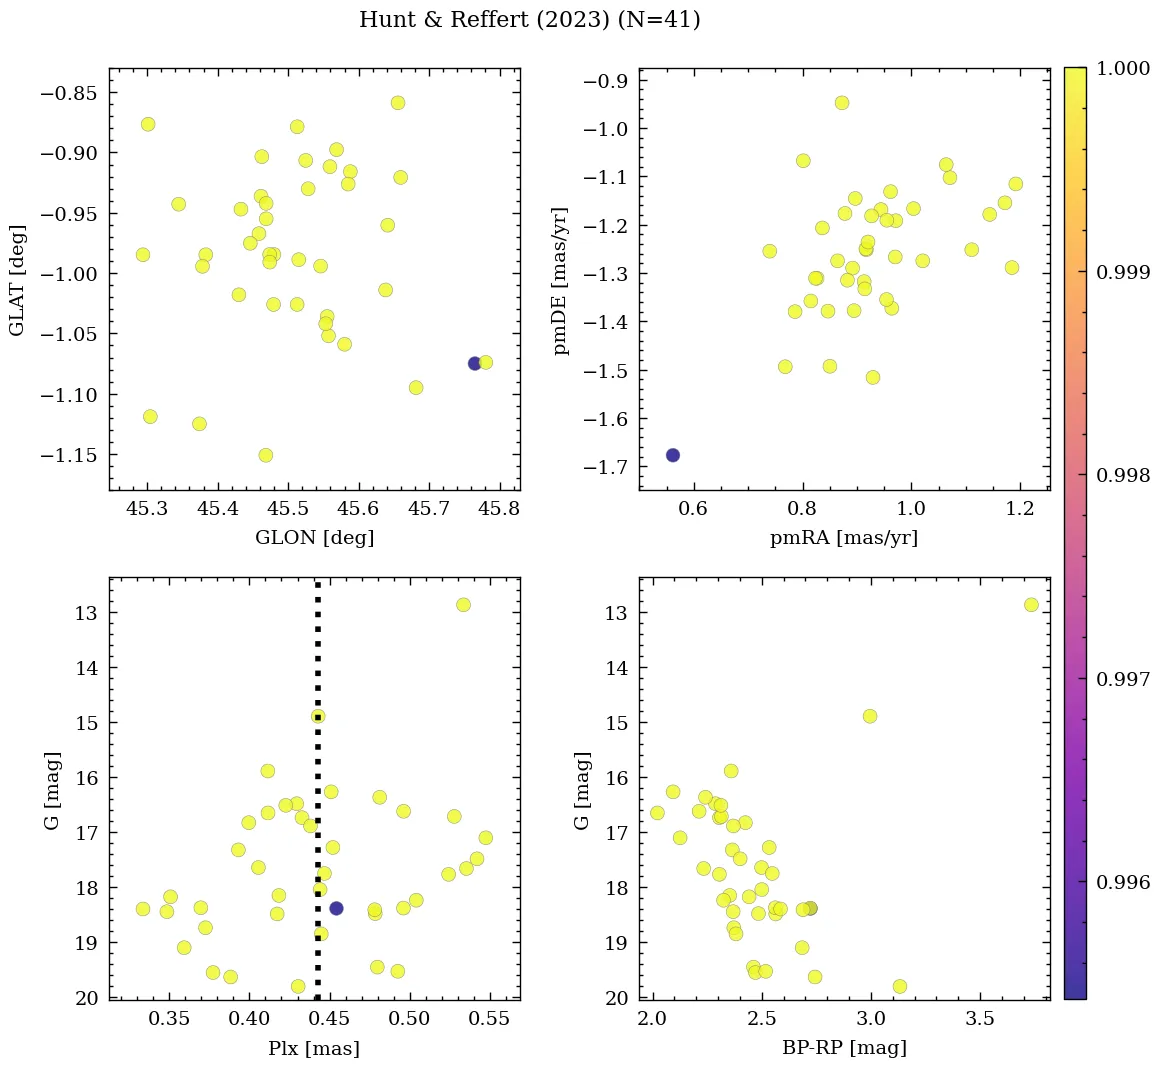 Hunt & Reffert (2023) (N=41)
−0.85
−0.90
−0.95
−1.00
−1.05
−1.10
−1.15
GLAT [deg]
45.3 45.4 45.5 45.6 45.7 45.8
GLON [deg]
−0.9
−1.0
−1.1
−1.2
−1.3
−1.4
−1.5
−1.6
−1.7
pmDE [mas/yr]
0.6 0.8 1.0 1.2
pmRA [mas/yr]
1.000
0.999
0.998
0.997
0.996
13
14
15
16
17
18
19
20
G [mag]
0.35 0.40 0.45 0.50 0.55
Plx [mas]
13
14
15
16
17
18
19
20
G [mag]
2.0 2.5 3.0 3.5
BP-RP [mag]